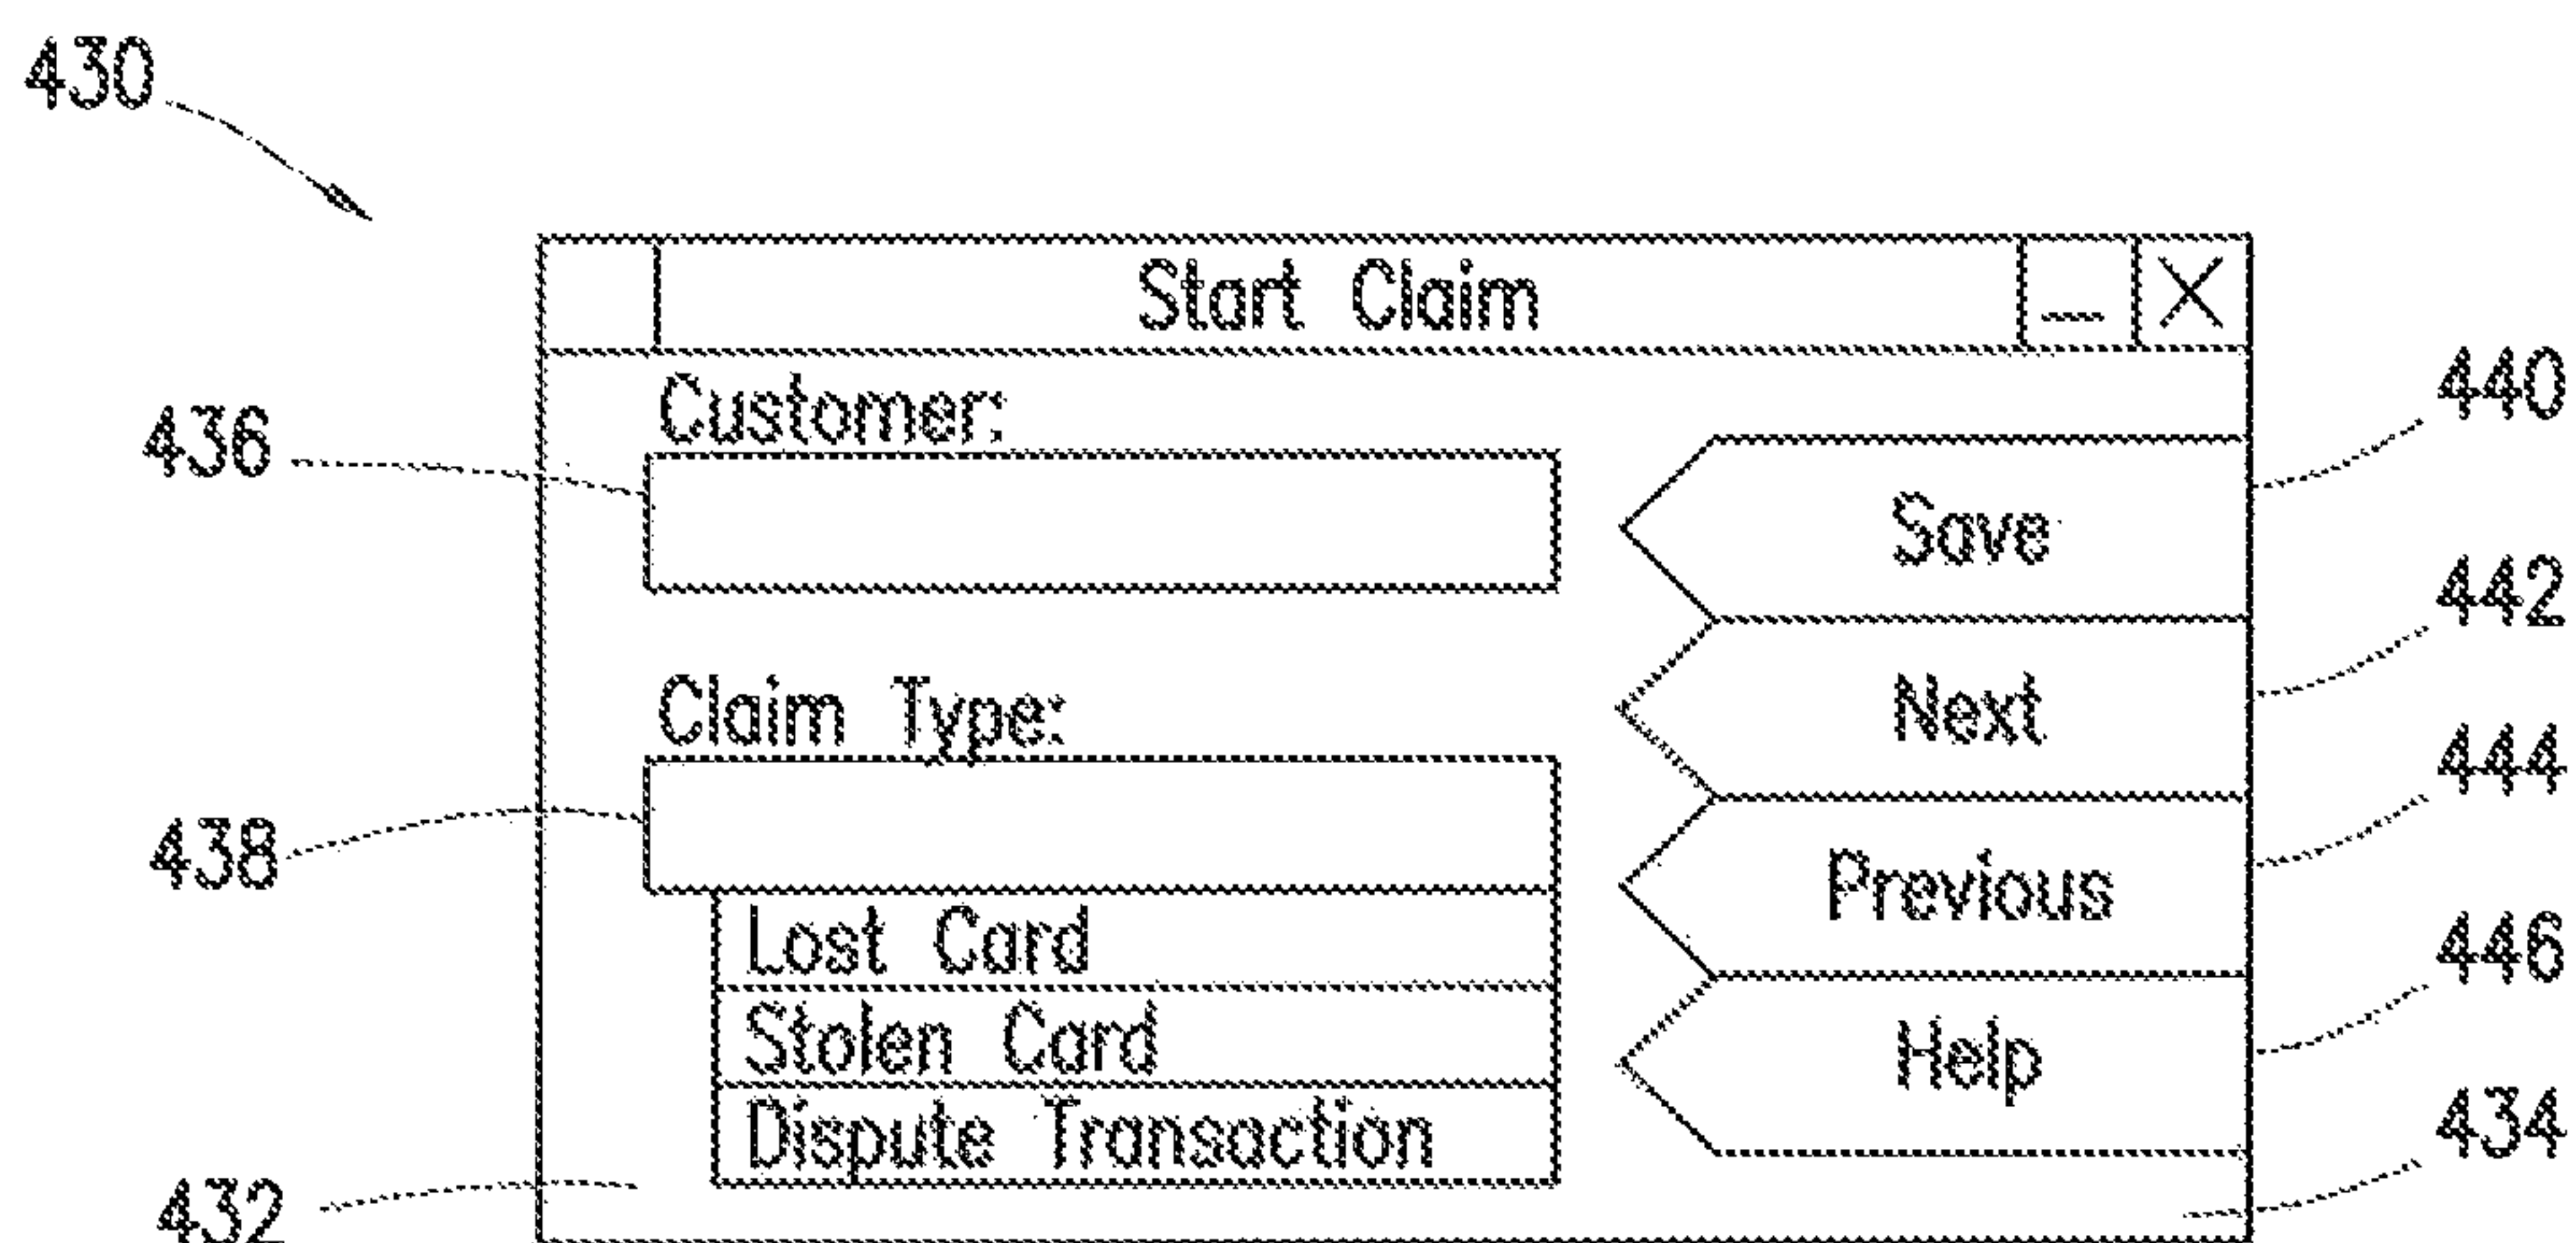 430
Start Claim
436
Customer:
440
Save
442
Next
Claim Type:
438
444
Previous
Lost Card
446
Stolen Card
Help
Dispute Transaction
434
432